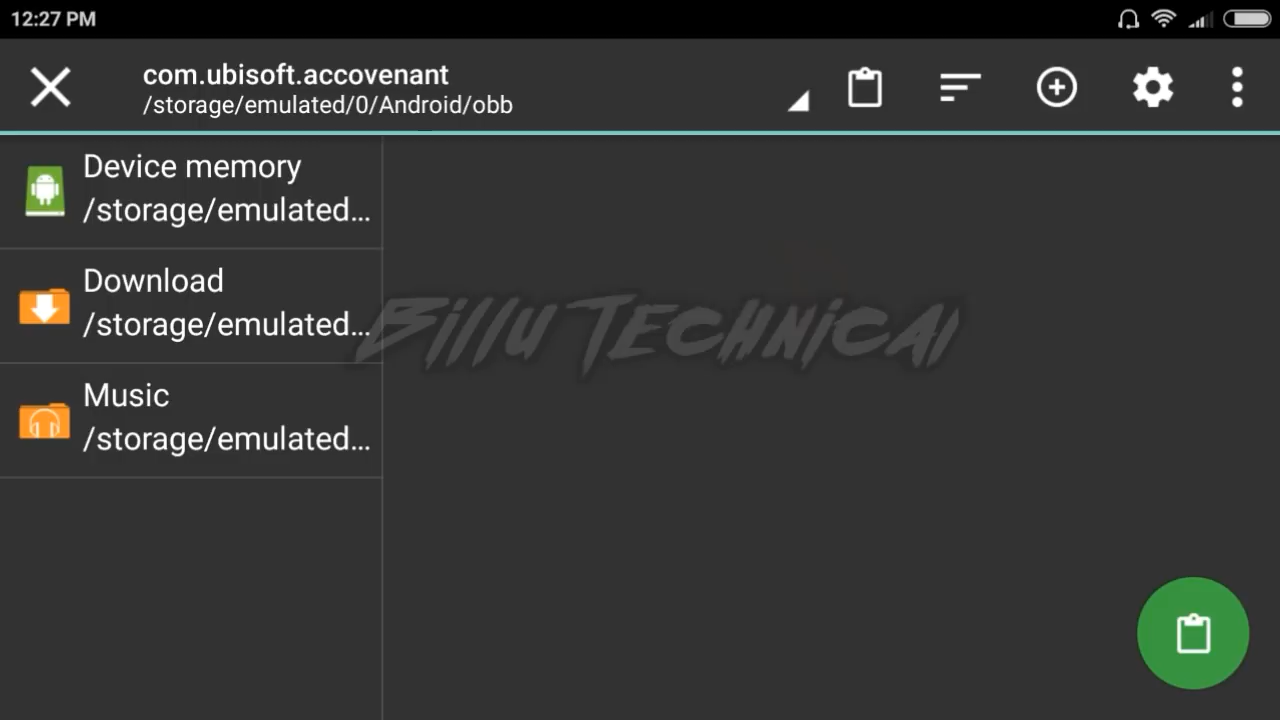 12:27 PM
com.ubisoft.accovenant
/storage/emulated/0/Android/obb
Device memory
/storage/emulated...
Download
/storage/emulated...
Music
/storage/emulated...
Billu Technical